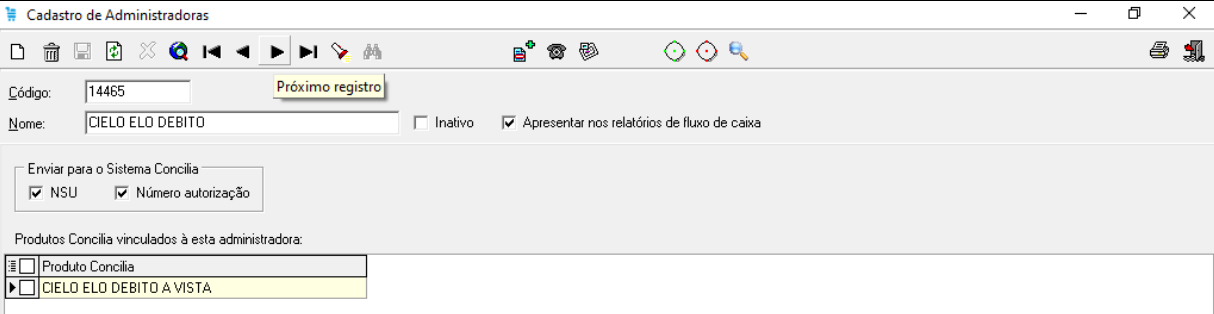 Cadastro de Administradoras
Próximo registro
Código: 14465
Nome: CIELO ELO DEBITO Inativo Apresentar nos relatórios de fluxo de caixa
Enviar para o Sistema Concilia
NSU Número autorização
Produtos Concilia vinculados à esta administradora:
Produto Concilia
CIELO ELO DEBITO A VISTA